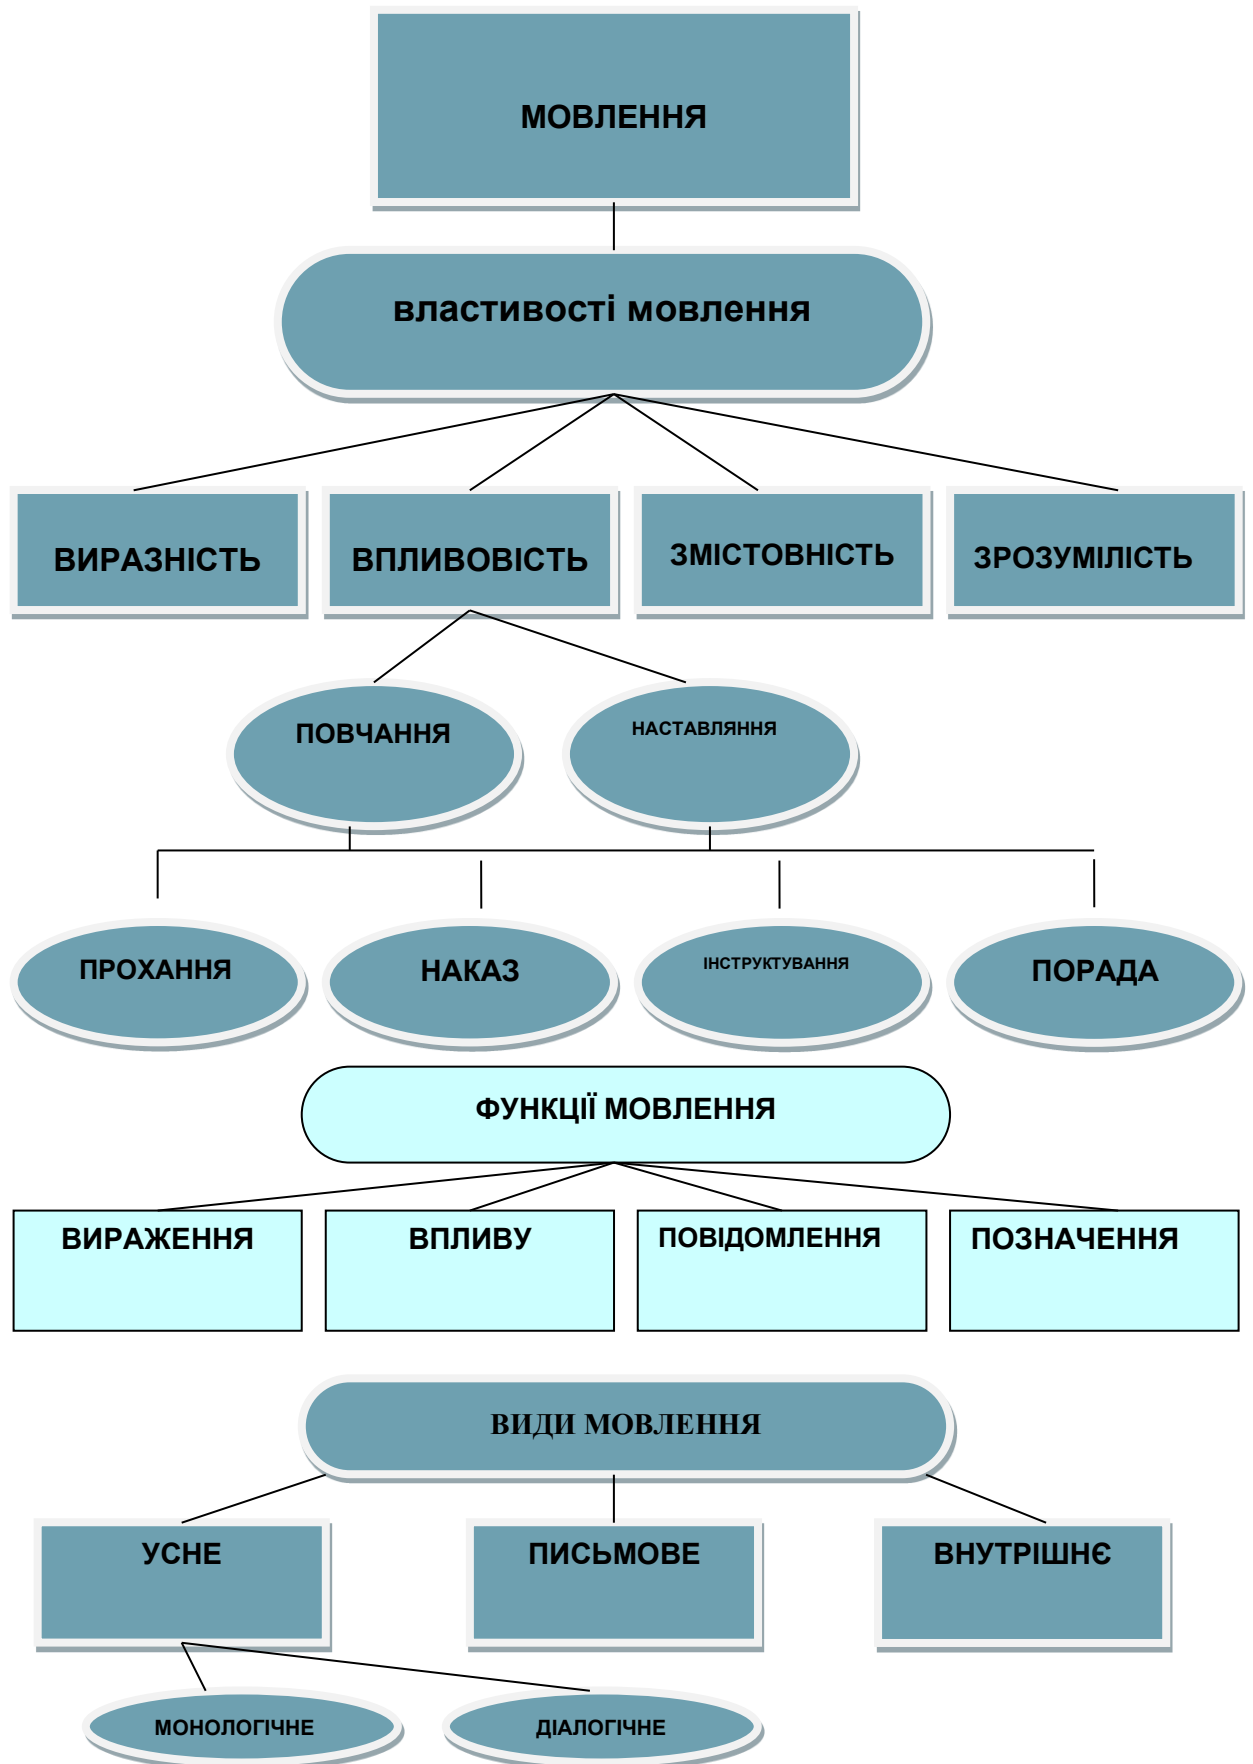 МОВЛЕННЯ
властивості мовлення
ВИРАЗНІСТЬ
ВПЛИВОВІСТЬ
ЗМІСТОВНІСТЬ
ЗРОЗУМІЛІСТЬ
ПОВЧАННЯ
НАСТАВЛЯННЯ
ПРОХАННЯ
НАКАЗ
ІНСТРУКТУВАННЯ
ПОРАДА
ФУНКЦІЇ МОВЛЕННЯ
ВИРАЖЕННЯ
ВПЛИВУ
ПОВІДОМЛЕННЯ
ПОЗНАЧЕННЯ
ВИДИ МОВЛЕННЯ
УСНЕ
ПИСЬМОВЕ
ВНУТРІШНЄ
МОНОЛОГІЧНЕ
ДІАЛОГІЧНЕ